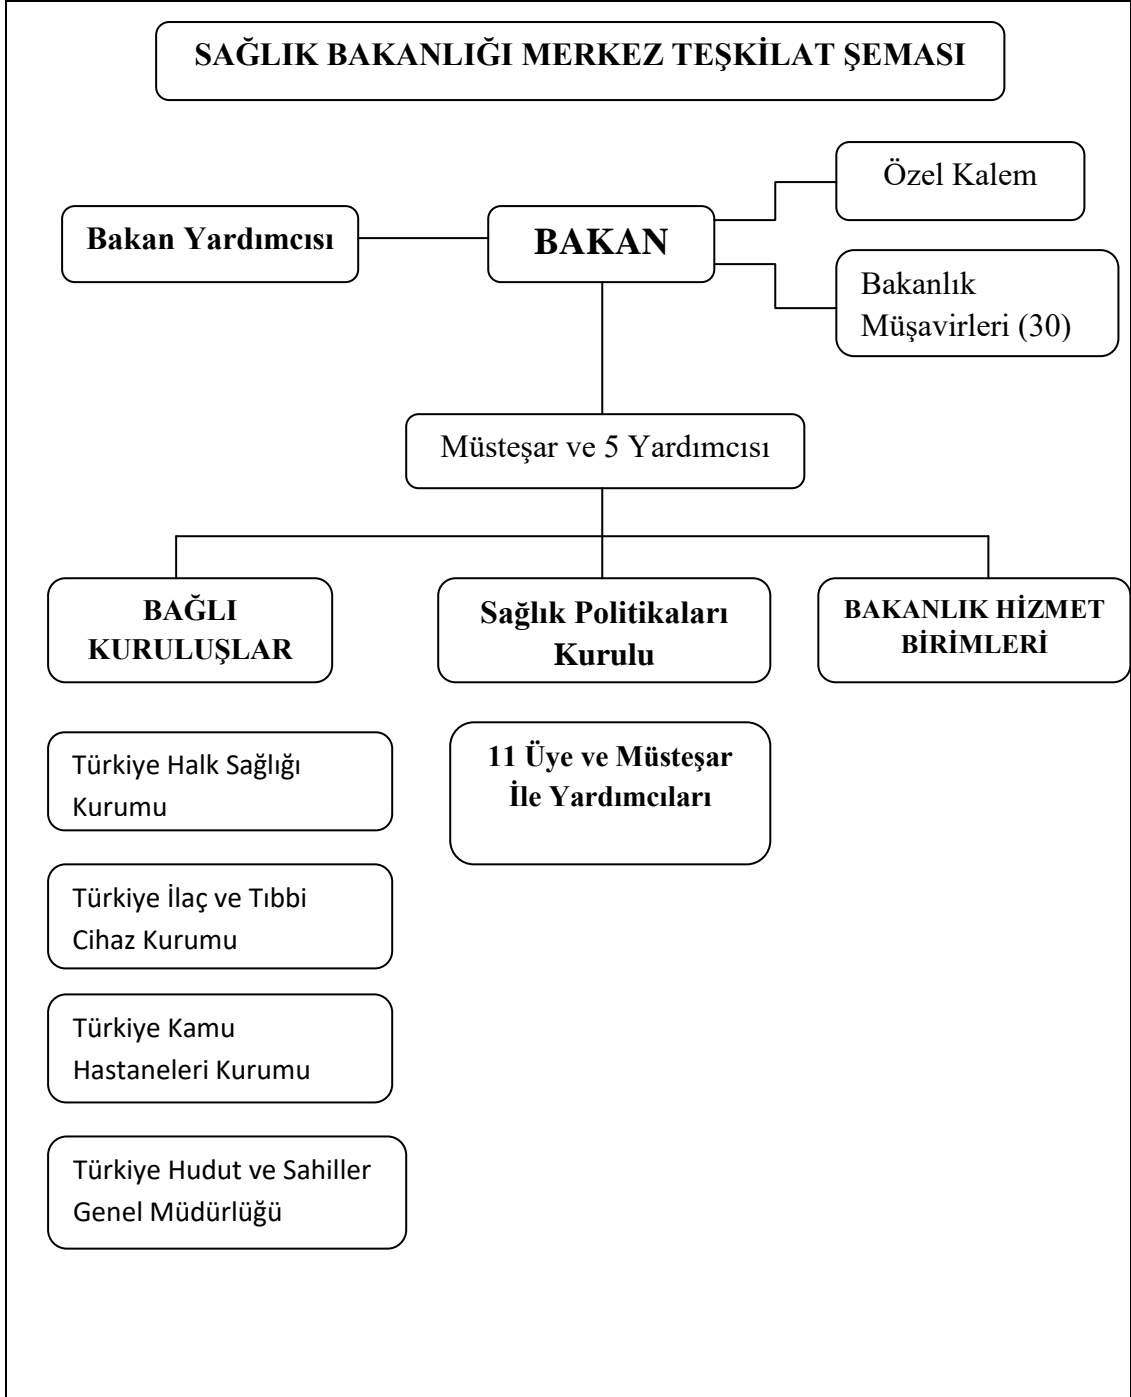 SAĞLIK BAKANLIĞI MERKEZ TEŞKİLAT ŞEMASI
Özel Kalem
Bakan Yardımcısı
BAKAN
Bakanlık
Müşavirleri (30)
Müsteşar ve 5 Yardımcısı
BAĞLI
KURULUŞLAR
Sağlık Politikaları
Kurulu
BAKANLIK HİZMET
BİRİMLERİ
Türkiye Halk Sağlığı
Kurumu
11 Üye ve Müsteşar
İle Yardımcıları
Türkiye İlaç ve Tıbbi
Cihaz Kurumu
Türkiye Kamu
Hastaneleri Kurumu
Türkiye Hudut ve Sahiller
Genel Müdürlüğü